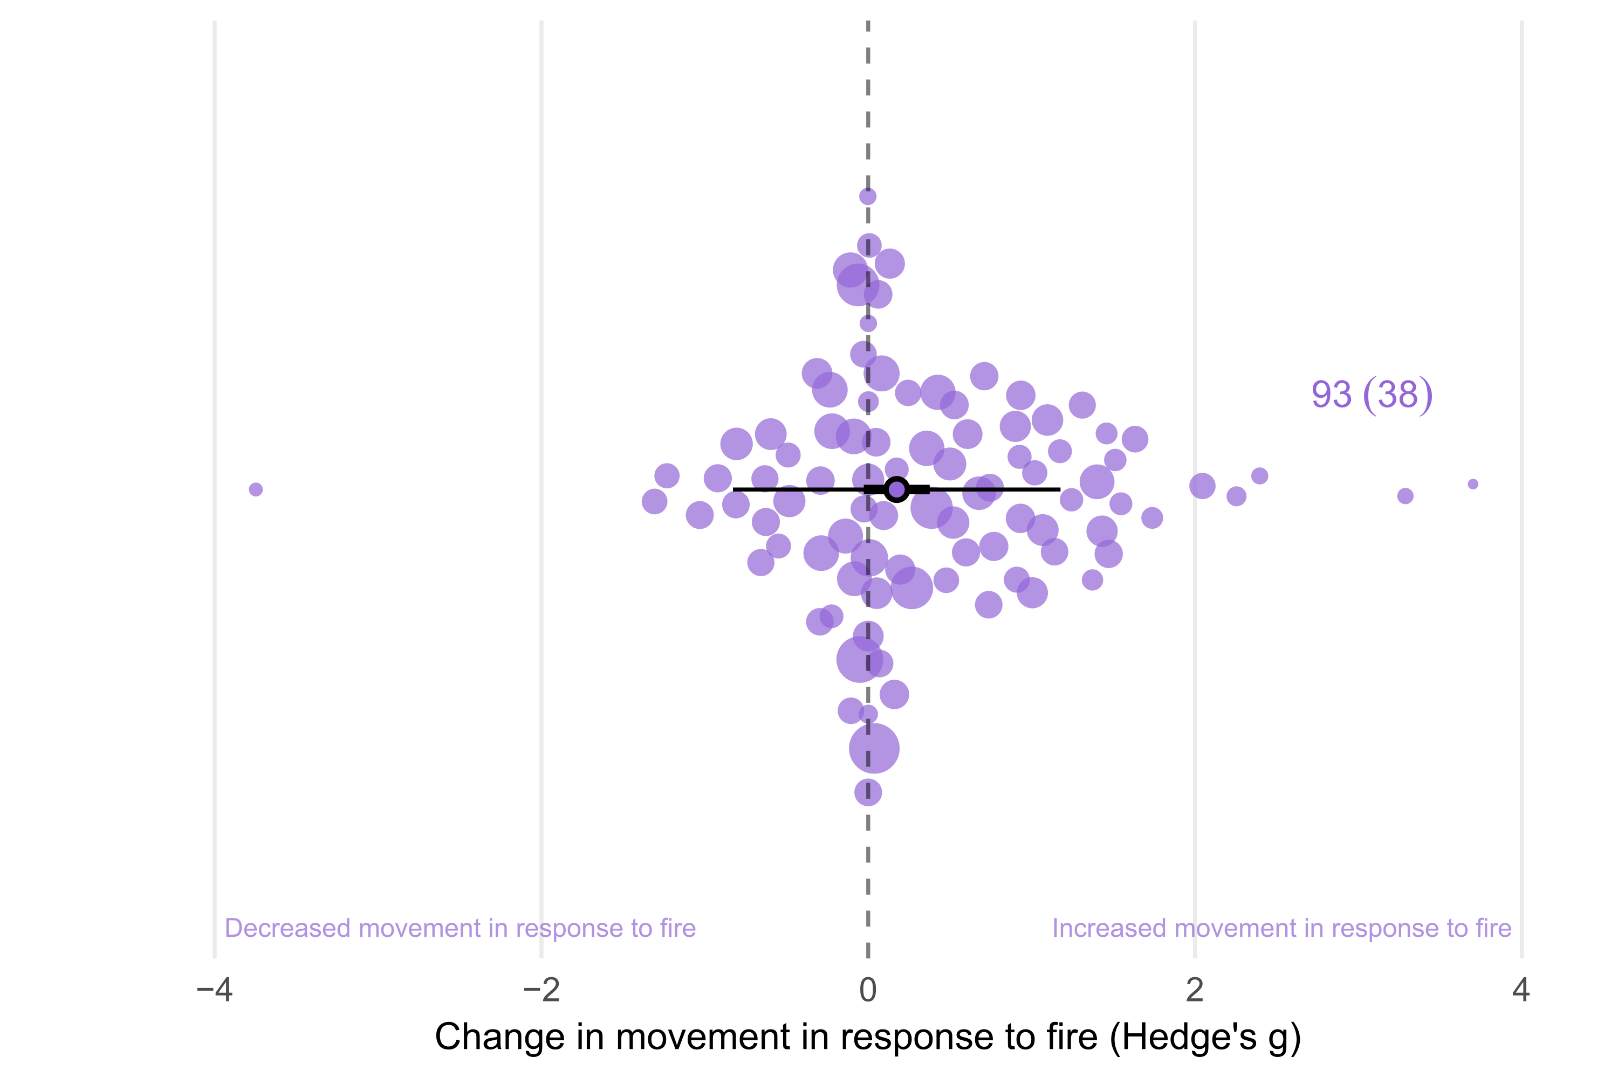 93 (38)
Decreased movement in response to fire
Increased movement in response to fire
−4
−2
0
2
4
Change in movement in response to fire (Hedge's g)